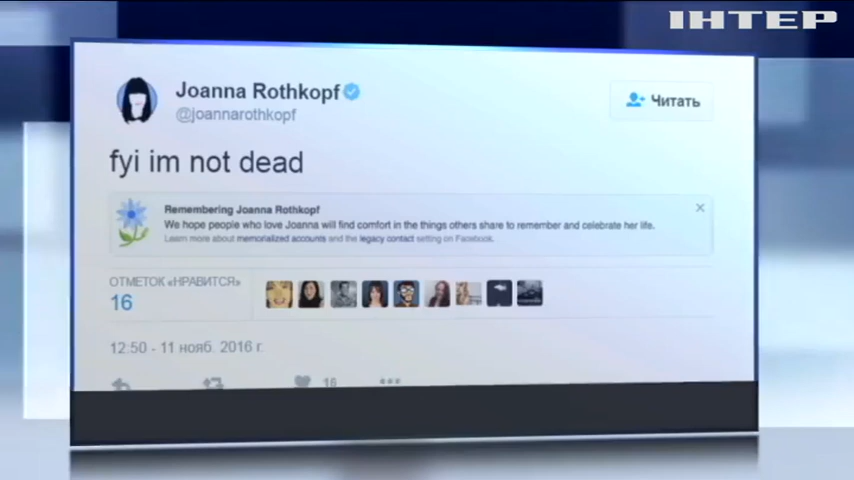 ІНТЕР
Joanna Rothkopf
@joannarothkopf
Читать
fyi im not dead
Remembering Joanna Rothkopf
We hope people who love Joanna will find comfort in the things others share to remember and celebrate her life.
Learn more about memorialized accounts and the legacy contact setting on Facebook.
ОТМЕТОК «НРАВИТСЯ»
16
12:50 - 11 нояб. 2016 г.
16